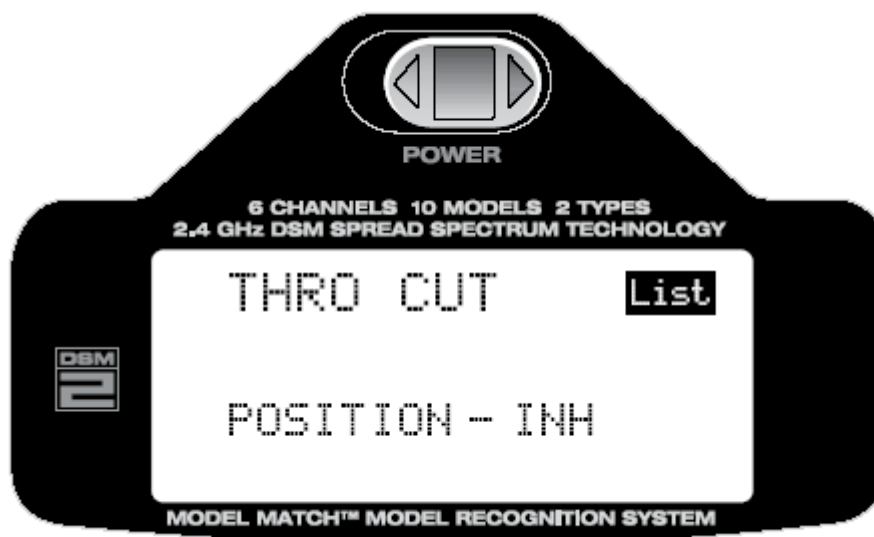 POWER
6 CHANNELS 10 MODELS 2 TYPES
2.4 GHz DSM SPREAD SPECTRUM TECHNOLOGY
THRO CUT List
DSM
2
POSITION – INH
MODEL MATCH™ MODEL RECOGNITION SYSTEM